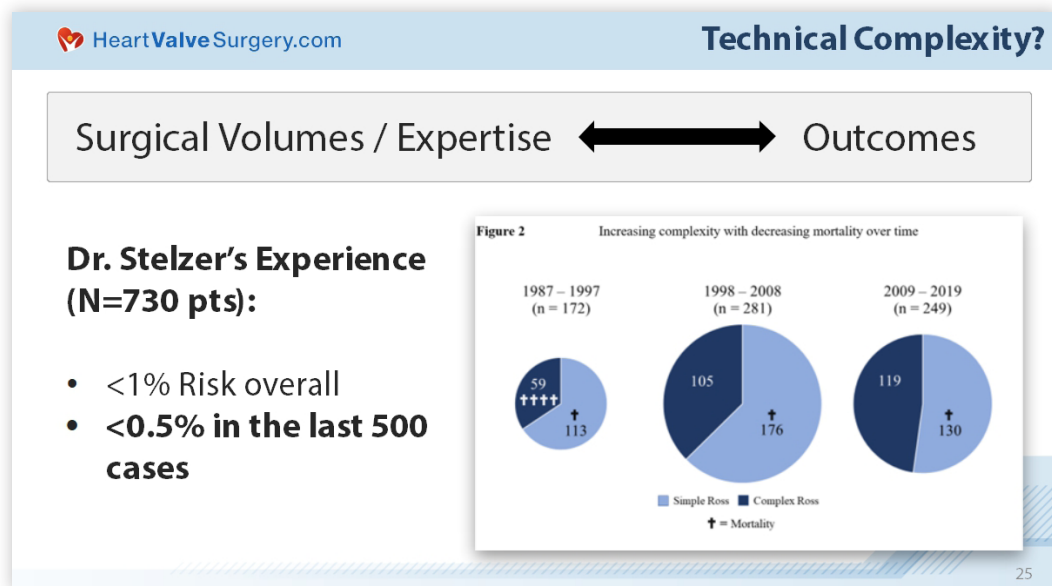 HeartValveSurgery.com
Technical Complexity?
Surgical Volumes / Expertise
Outcomes
Dr. Stelzer's Experience
(N=730 pts):
• <1% Risk overall
• <0.5% in the last 500
cases
Figure 2
Increasing complexity with decreasing mortality over time
1987 – 1997
(n = 172)
59
††††
†
113
1998 – 2008
(n = 281)
105
†
176
2009 – 2019
(n = 249)
119
†
130
Simple Ross
Complex Ross
† = Mortality
25